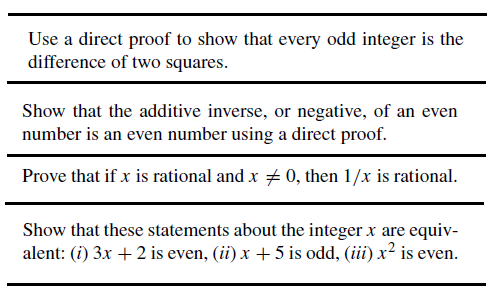 Use a direct proof to show that every odd integer is the
difference of two squares.
Show that the additive inverse, or negative, of an even
number is an even number using a direct proof.
Prove that if x is rational and x ≠ 0, then 1/x is rational.
Show that these statements about the integer x are equiv-
alent: (i) 3x + 2 is even, (ii) x + 5 is odd, (iii) x² is even.